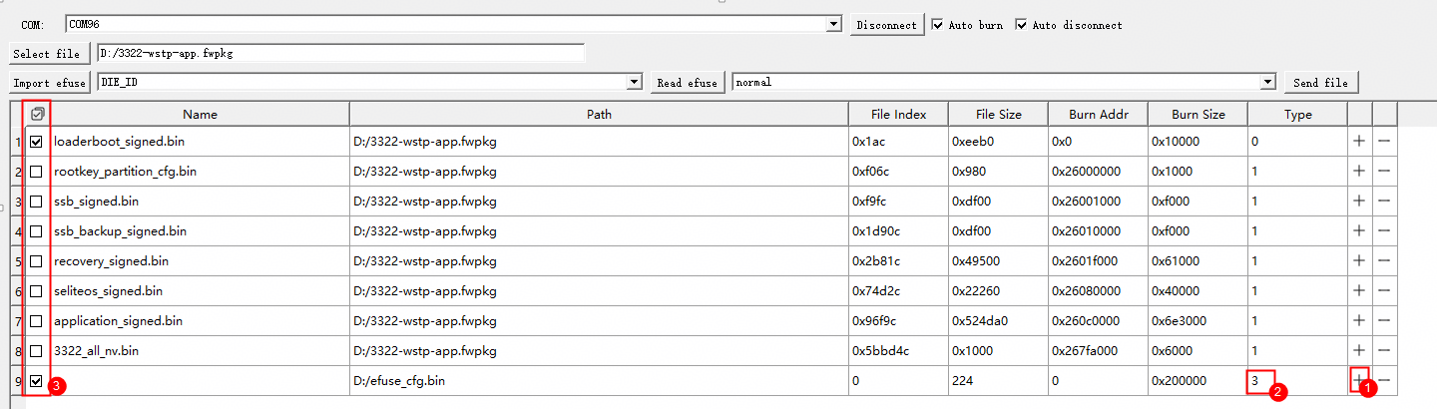 COM: COM96 Disconnect Auto burn Auto disconnect
Select file D:/3322-wstp-app.fwpkg
Import efuse DIE_ID Read efuse normal Send file
Name Path File Index File Size Burn Addr Burn Size Type
1 loaderboot_signed.bin D:/3322-wstp-app.fwpkg 0x1ac 0xeeb0 0x0 0x10000 0 + −
2 rootkey_partition_cfg.bin D:/3322-wstp-app.fwpkg 0xf06c 0x980 0x26000000 0x1000 1 + −
3 ssb_signed.bin D:/3322-wstp-app.fwpkg 0xf9fc 0xdf00 0x26001000 0xf000 1 + −
4 ssb_backup_signed.bin D:/3322-wstp-app.fwpkg 0x1d90c 0xdf00 0x26010000 0xf000 1 + −
5 recovery_signed.bin D:/3322-wstp-app.fwpkg 0x2b81c 0x49500 0x2601f000 0x61000 1 + −
6 seliteos_signed.bin D:/3322-wstp-app.fwpkg 0x74d2c 0x22260 0x26080000 0x40000 1 + −
7 application_signed.bin D:/3322-wstp-app.fwpkg 0x96f9c 0x524da0 0x260c0000 0x6e3000 1 + −
8 3322_all_nv.bin D:/3322-wstp-app.fwpkg 0x5bbd4c 0x1000 0x267fa000 0x6000 1 + −
9 3 D:/efuse_cfg.bin 0 224 0 0x200000 3 2 + 1 −